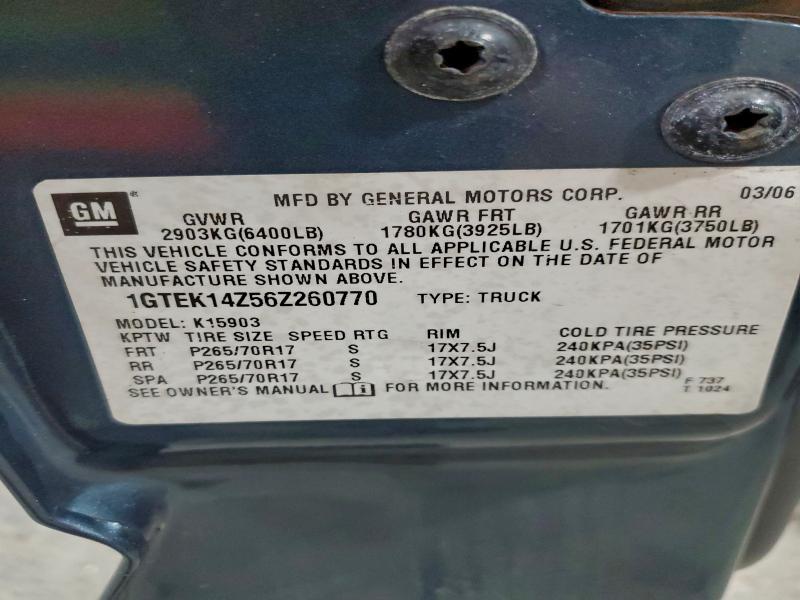 GM ® MFD BY GENERAL MOTORS CORP. 03/06
GVWR GAWR FRT GAWR RR
2903KG(6400LB) 1780KG(3925LB) 1701KG(3750LB)
THIS VEHICLE CONFORMS TO ALL APPLICABLE U.S. FEDERAL MOTOR
VEHICLE SAFETY STANDARDS IN EFFECT ON THE DATE OF
MANUFACTURE SHOWN ABOVE.
1GTEK14Z56Z260770 TYPE: TRUCK
MODEL: K15903
KPTW TIRE SIZE SPEED RTG RIM COLD TIRE PRESSURE
FRT P265/70R17 S 17X7.5J 240KPA(35PSI)
RR P265/70R17 S 17X7.5J 240KPA(35PSI)
SPA P265/70R17 S 17X7.5J 240KPA(35PSI)
SEE OWNER'S MANUAL FOR MORE INFORMATION.
F 737
T 1024